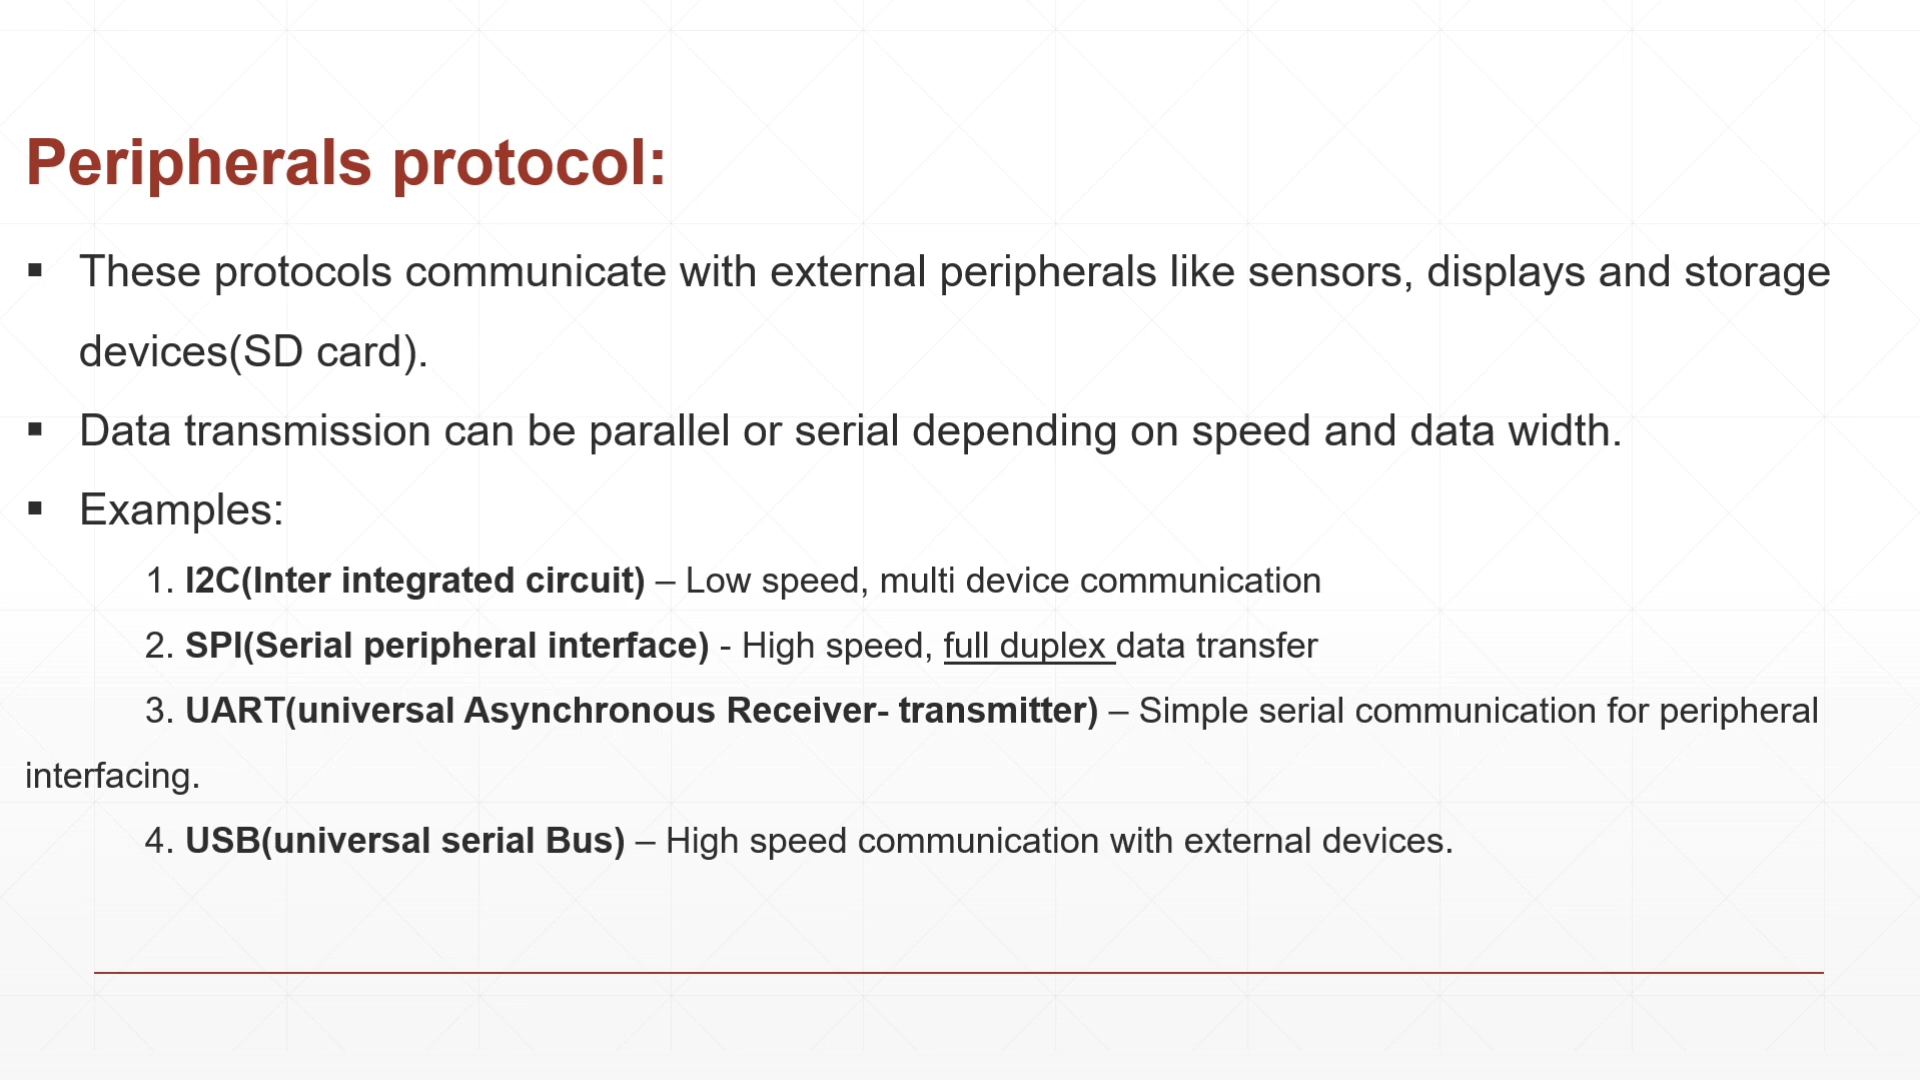 Peripherals protocol:
▪ These protocols communicate with external peripherals like sensors, displays and storage
devices(SD card).
▪ Data transmission can be parallel or serial depending on speed and data width.
▪ Examples:
1. I2C(Inter integrated circuit) – Low speed, multi device communication
2. SPI(Serial peripheral interface) - High speed, full duplex data transfer
3. UART(universal Asynchronous Receiver- transmitter) – Simple serial communication for peripheral
interfacing.
4. USB(universal serial Bus) – High speed communication with external devices.